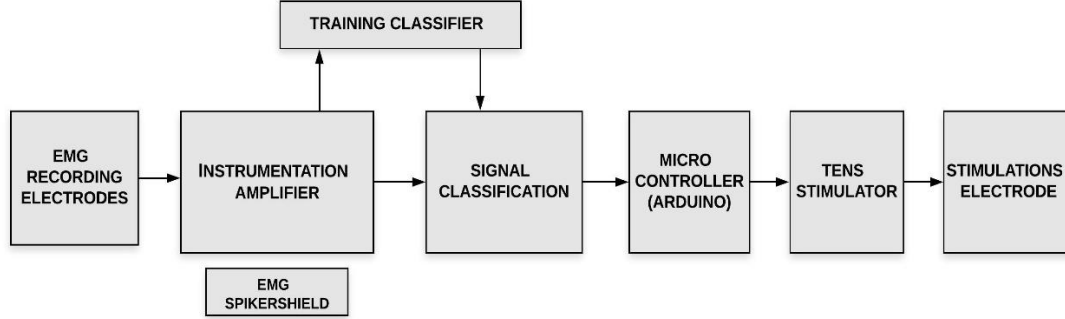 TRAINING CLASSIFIER
EMG
RECORDING
ELECTRODES
INSTRUMENTATION
AMPLIFIER
SIGNAL
CLASSIFICATION
MICRO
CONTROLLER
(ARDUINO)
TENS
STIMULATOR
STIMULATIONS
ELECTRODE
EMG
SPIKERSHIELD